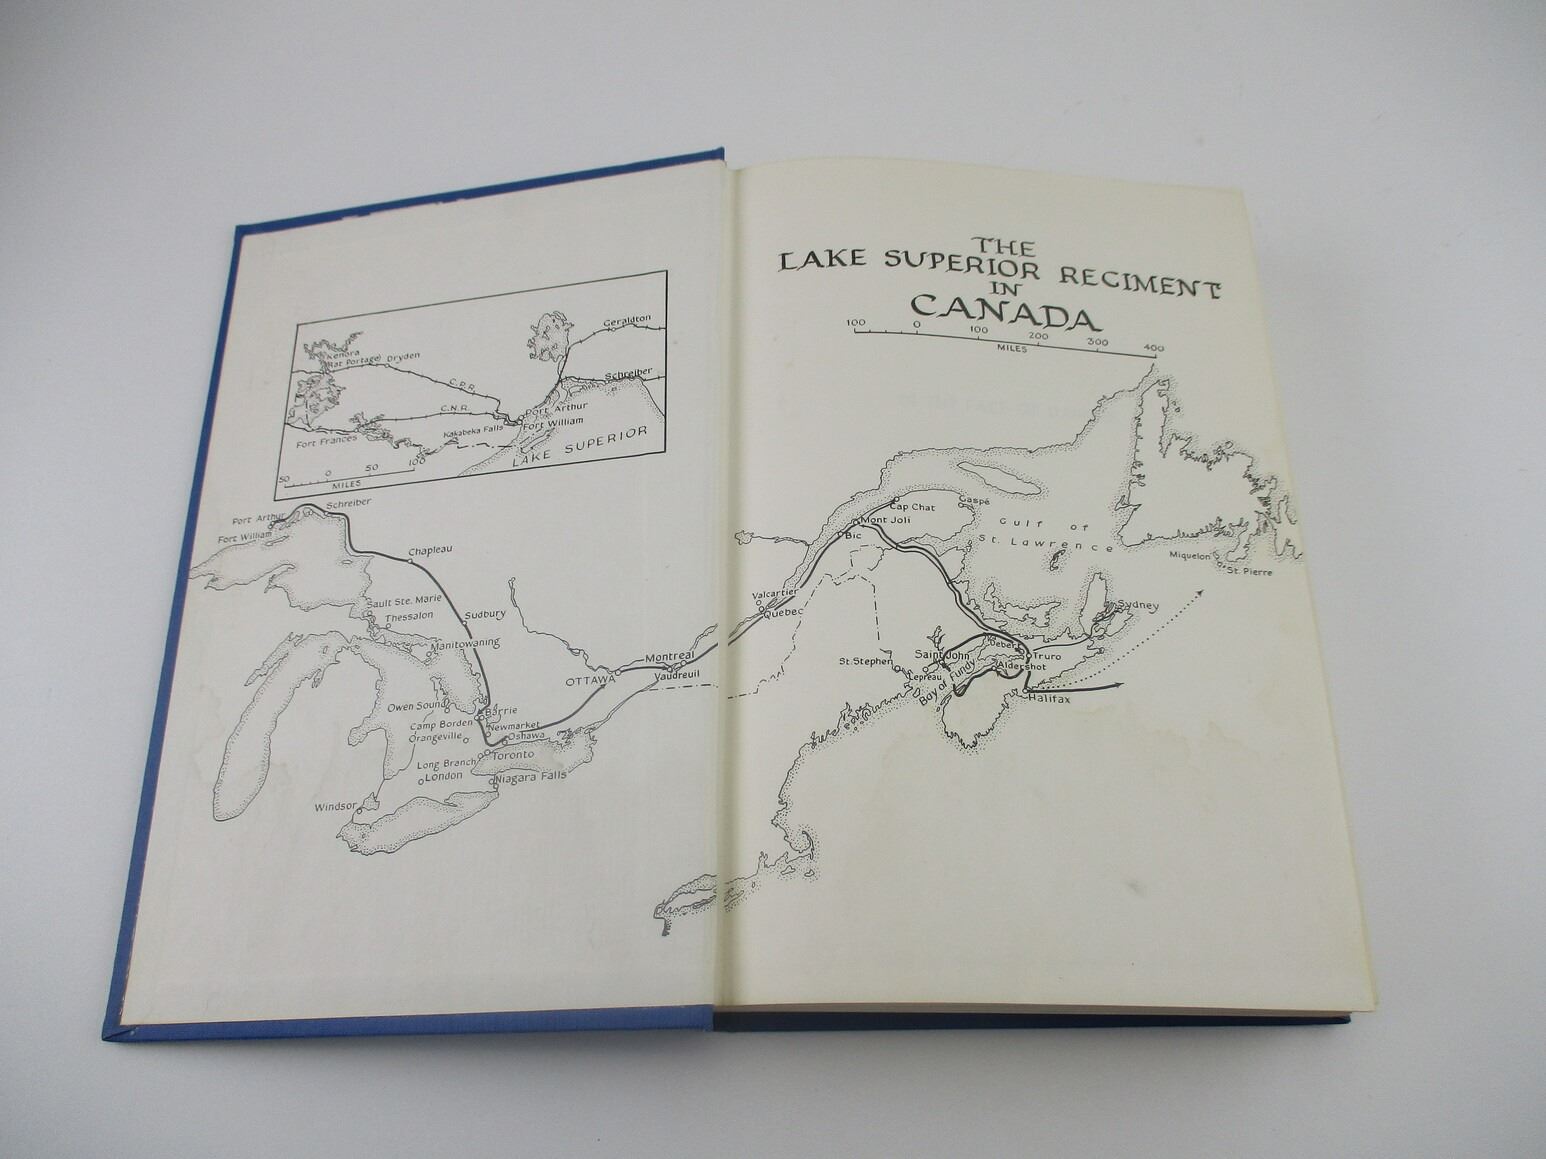 Kenora
(Rat Portage)
Dryden
C.P.R.
C.N.R.
Fort Frances
Kakabeka Falls
Port Arthur
Fort William
Geraldton
Schreiber
LAKE SUPERIOR
50 0 50 100
MILES
Port Arthur
Fort William
Schreiber
Chapleau
Sault Ste. Marie
Thessalon
Sudbury
Manitowaning
Owen Sound
Barrie
Camp Borden
Newmarket
Orangeville
Oshawa
Long Branch
Toronto
London
Niagara Falls
Windsor
OTTAWA
Montreal
Vaudreuil
THE
LAKE SUPERIOR REGIMENT
IN
CANADA
100 0 100 200 300 400
MILES
Cap Chat
Gaspé
Mont Joli
Bic
Gulf of
St. Lawrence
Miquelon
St. Pierre
Valcartier
Quebec
Sydney
St. Stephen
Saint John
Debert
Truro
Lepreau
Aldershot
Bay of Fundy
Halifax